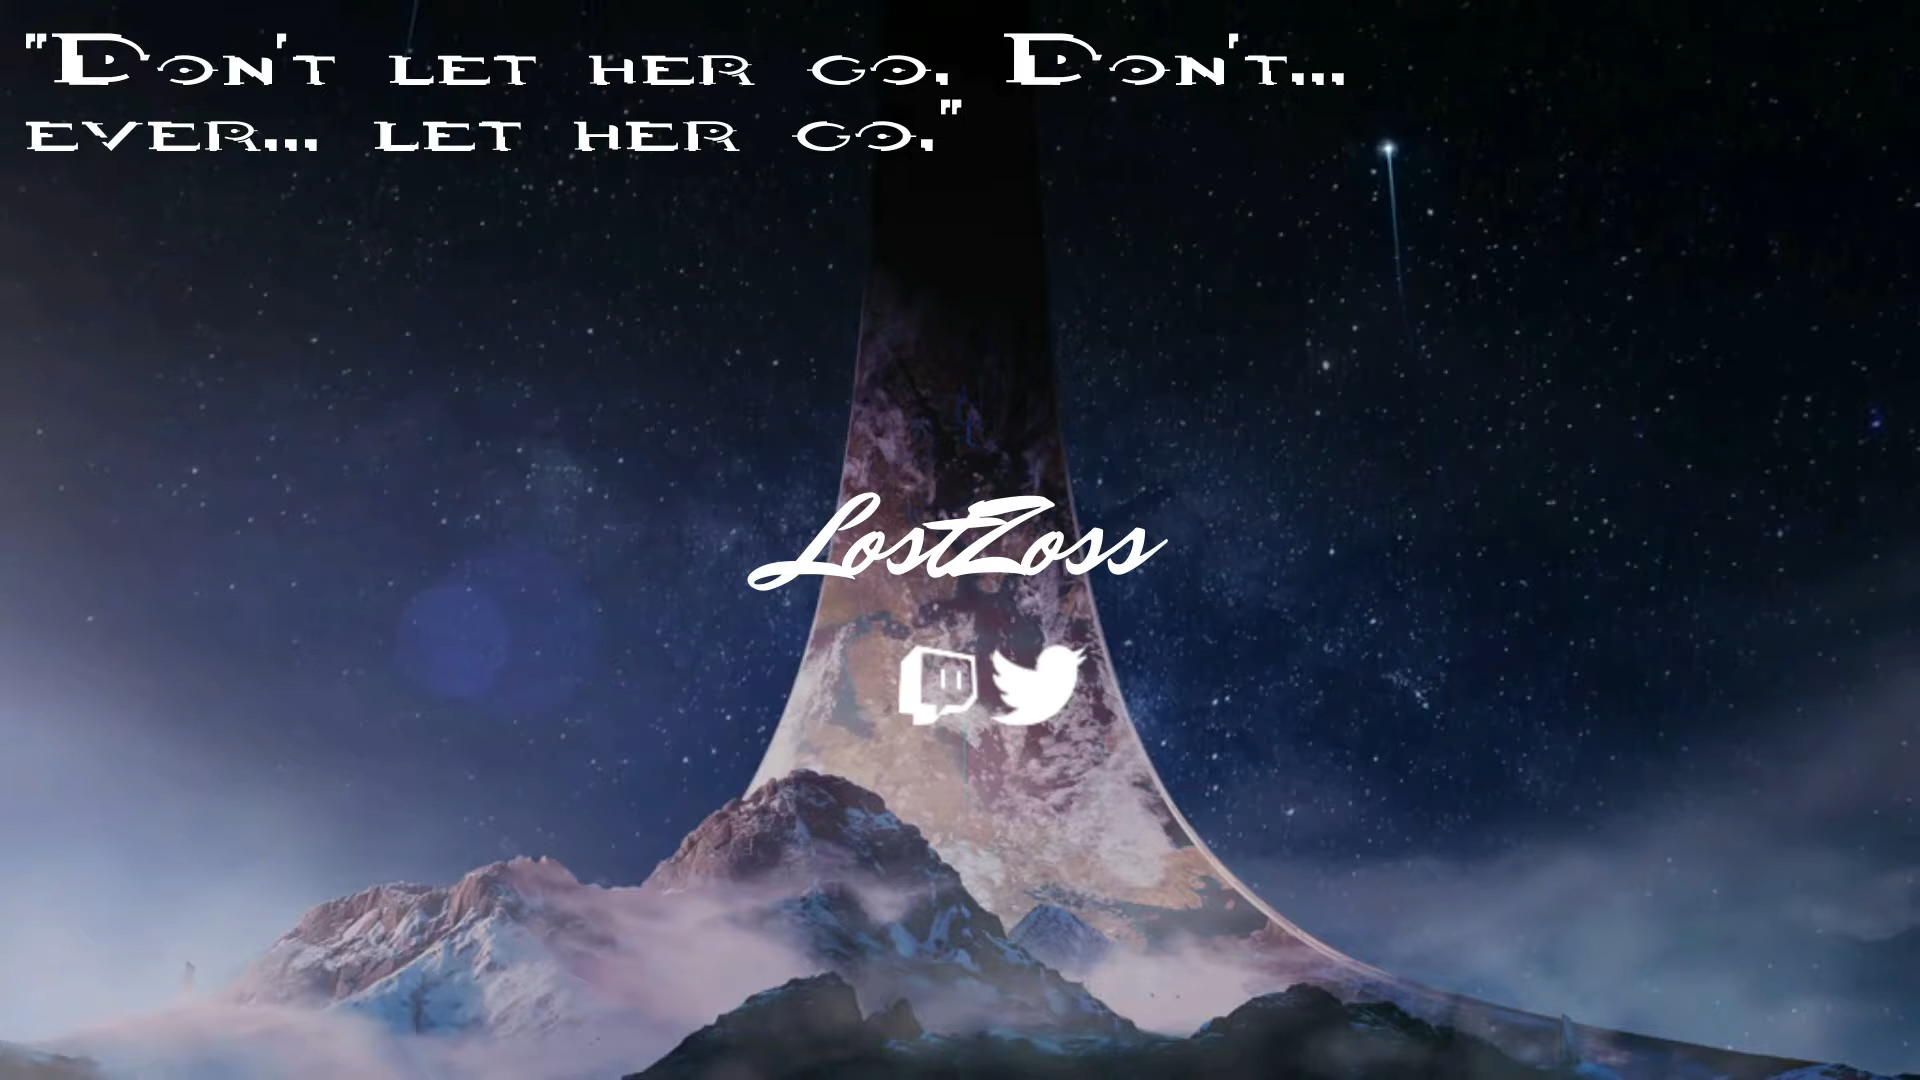 "Don't let her go, Don't...
ever... let her go."
LostZoss